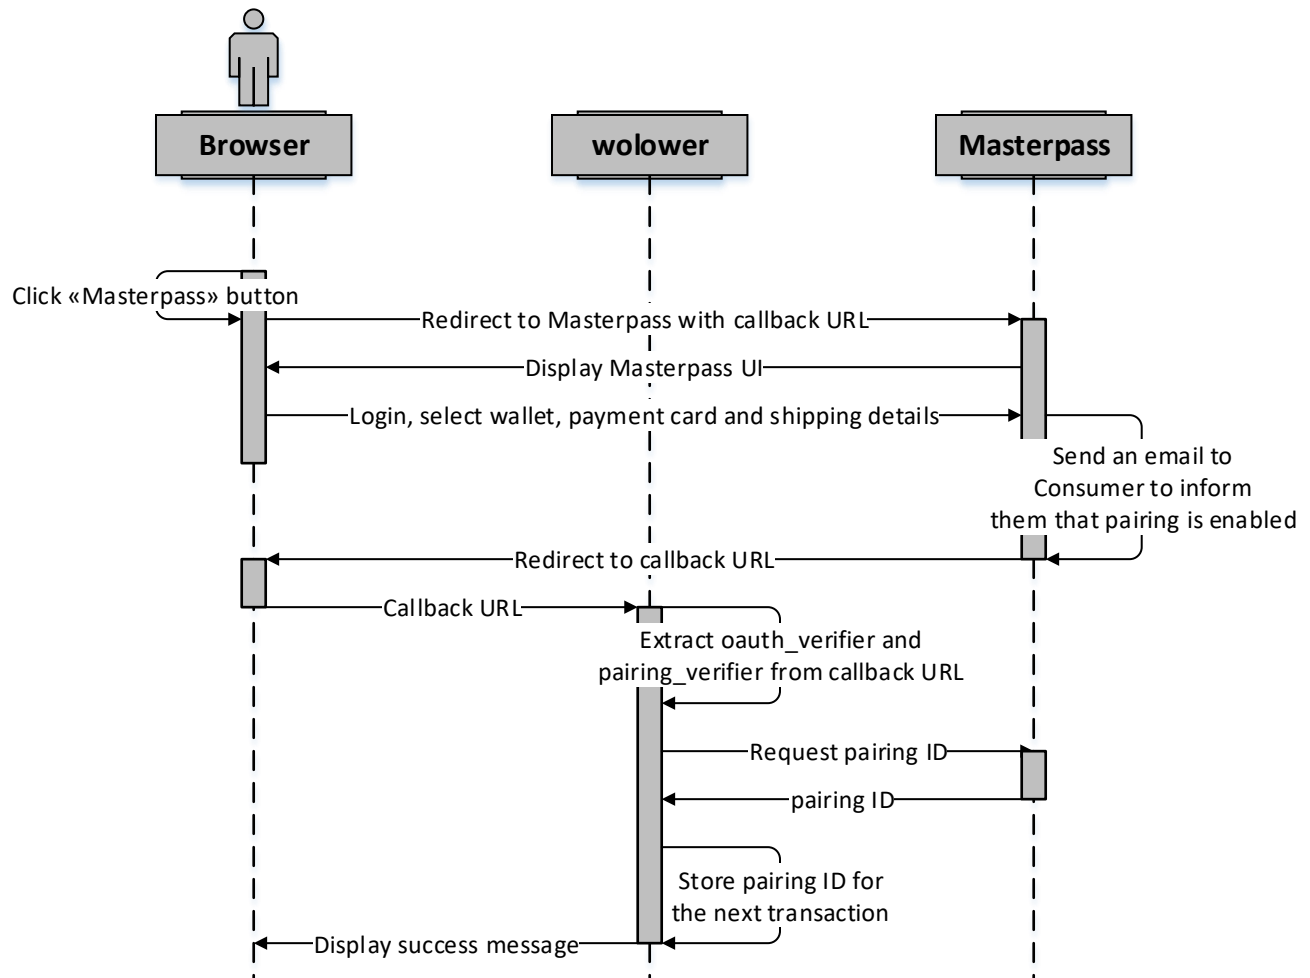 Browser
wolower
Masterpass
Click «Masterpass» button
Redirect to Masterpass with callback URL
Display Masterpass UI
Login, select wallet, payment card and shipping details
Send an email to
Consumer to inform
them that pairing is enabled
Redirect to callback URL
Callback URL
Extract oauth_verifier and
pairing_verifier from callback URL
Request pairing ID
pairing ID
Store pairing ID for
the next transaction
Display success message